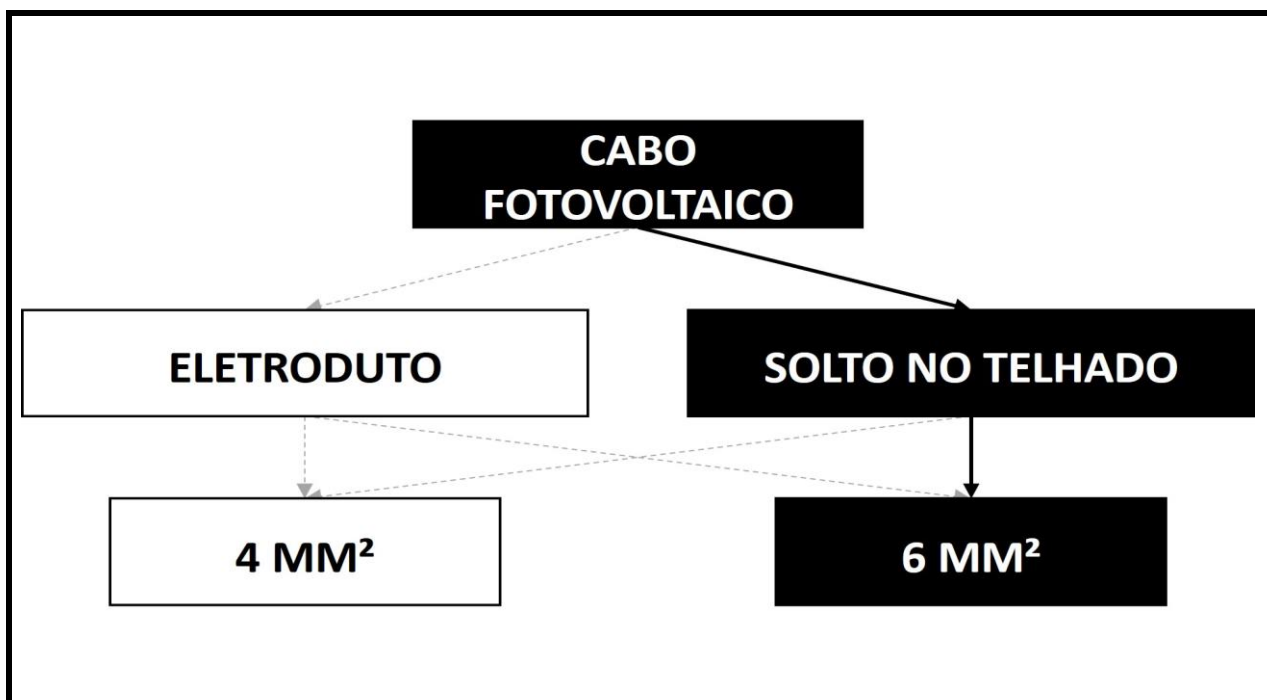 CABO
FOTOVOLTAICO
ELETRODUTO
SOLTO NO TELHADO
4 MM²
6 MM²